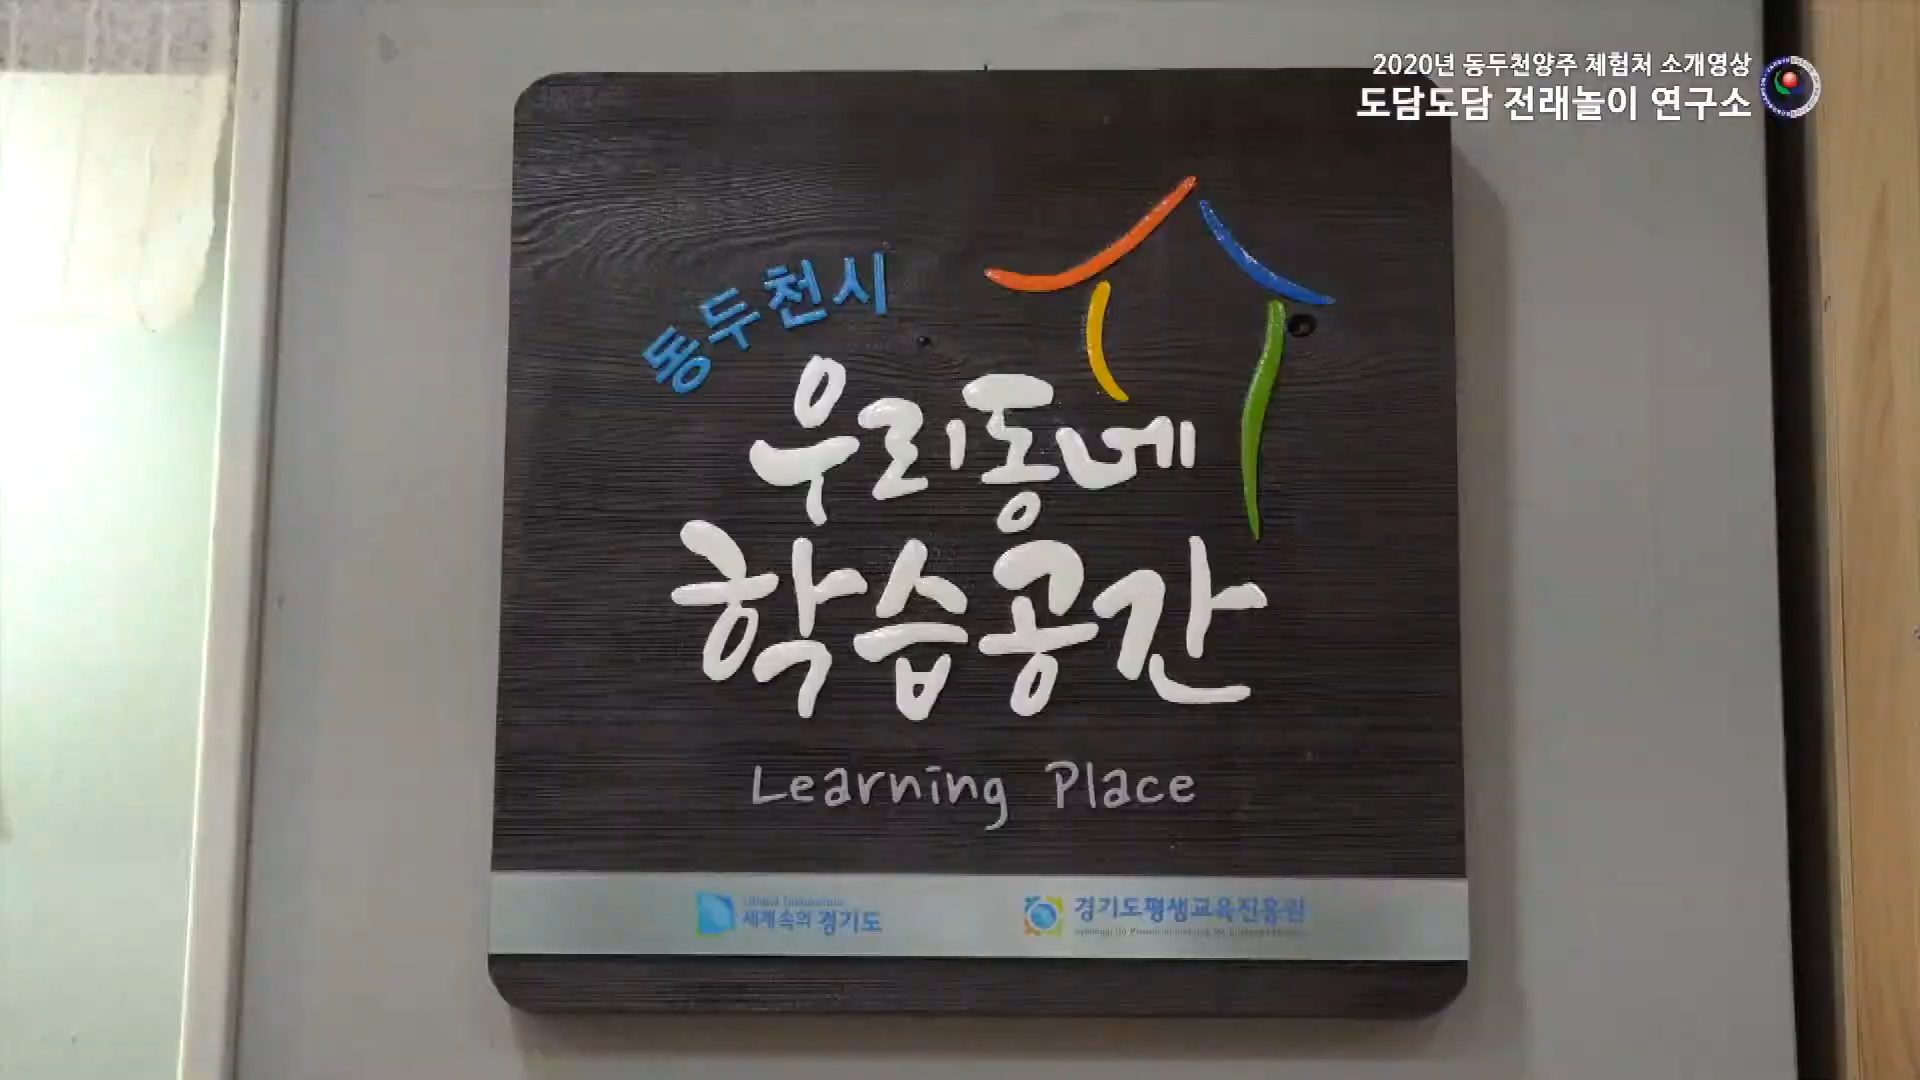 2020년 동두천양주 체험처 소개영상
도담도담 전래놀이 연구소
동두천시
우리동네
학습공간
Learning Place
세계속의 경기도
경기도평생교육진흥원